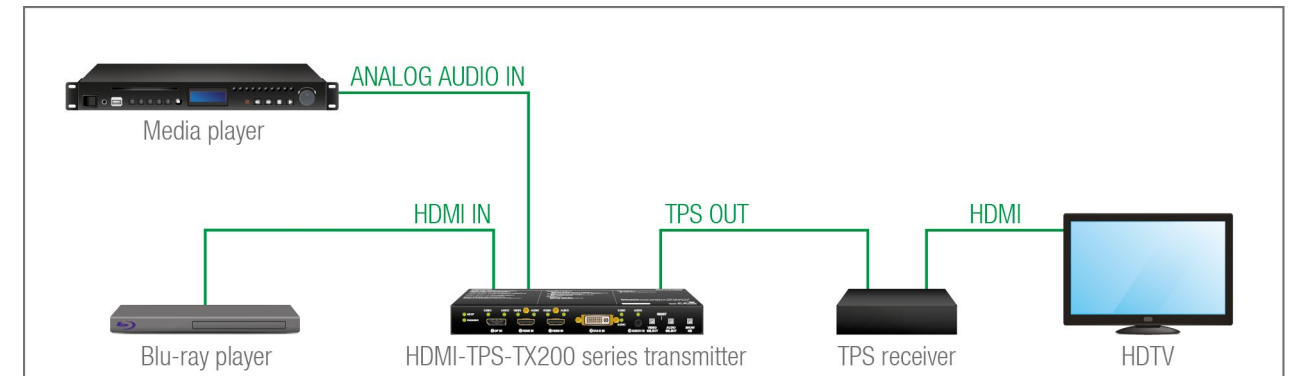 ANALOG AUDIO IN
Media player
HDMI IN
TPS OUT
HDMI
Blu-ray player
HDMI-TPS-TX200 series transmitter
TPS receiver
HDTV